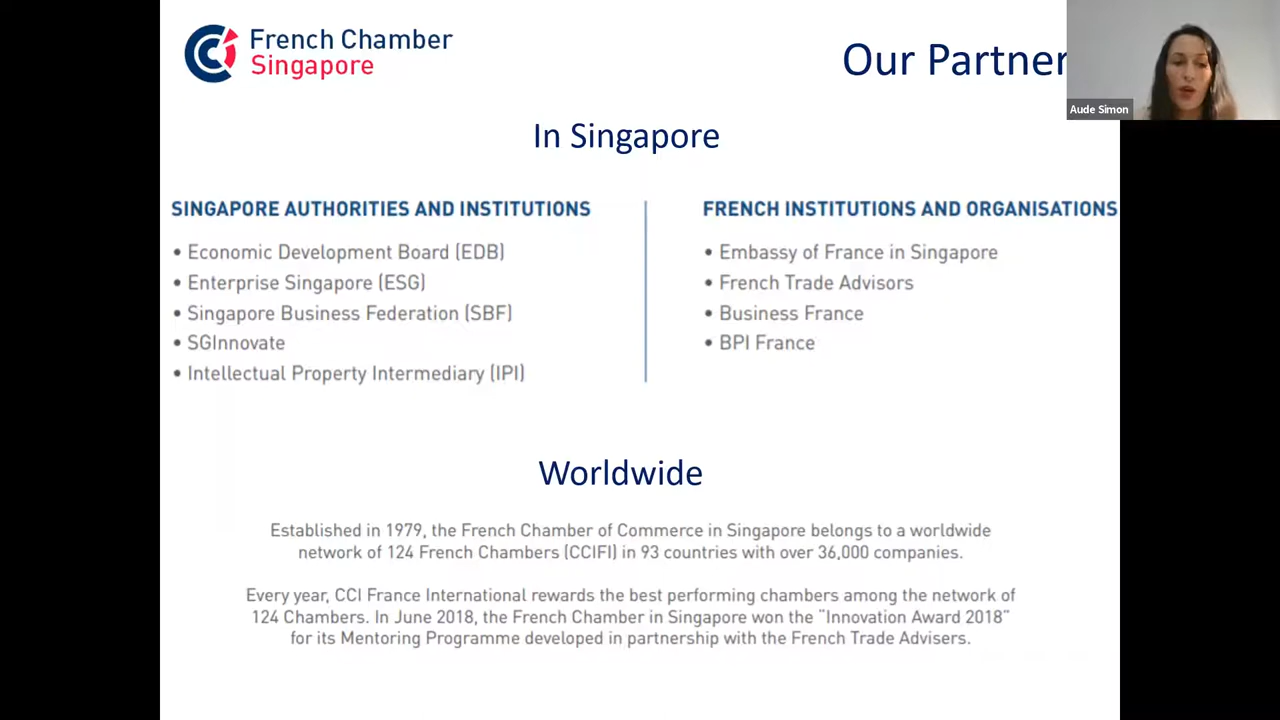 French Chamber
Singapore
Our Partner
Aude Simon
In Singapore
SINGAPORE AUTHORITIES AND INSTITUTIONS
• Economic Development Board (EDB)
• Enterprise Singapore (ESG)
• Singapore Business Federation (SBF)
• SGInnovate
• Intellectual Property Intermediary (IPI)
FRENCH INSTITUTIONS AND ORGANISATIONS
• Embassy of France in Singapore
• French Trade Advisors
• Business France
• BPI France
Worldwide
Established in 1979, the French Chamber of Commerce in Singapore belongs to a worldwide
network of 124 French Chambers (CCIFI) in 93 countries with over 36,000 companies.
Every year, CCI France International rewards the best performing chambers among the network of
124 Chambers. In June 2018, the French Chamber in Singapore won the "Innovation Award 2018"
for its Mentoring Programme developed in partnership with the French Trade Advisers.